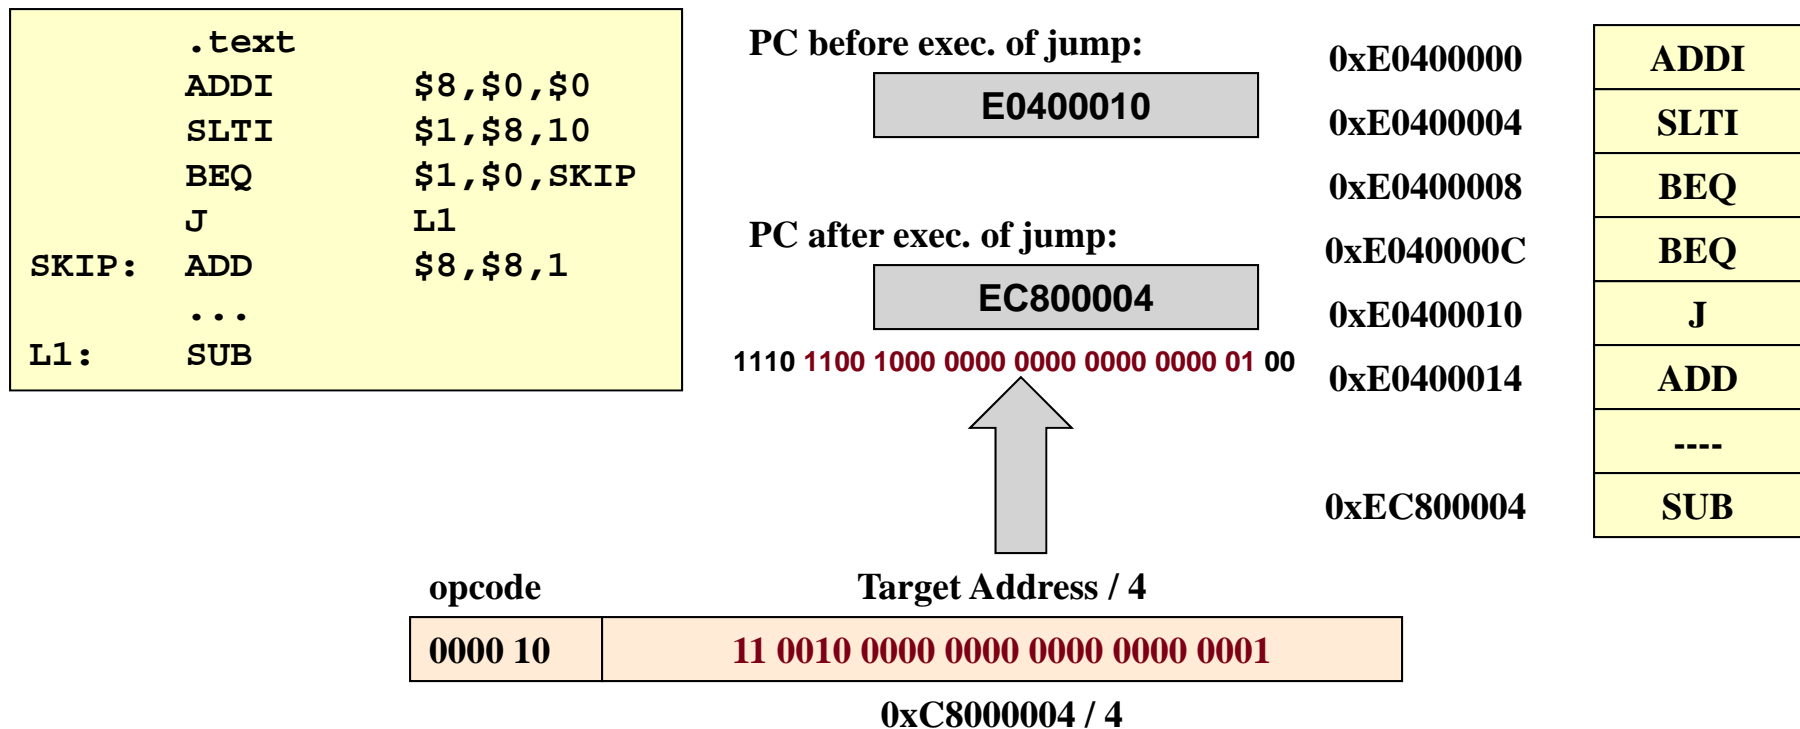 .text
ADDI $8,$0,$0
SLTI $1,$8,10
BEQ $1,$0,SKIP
J L1
SKIP: ADD $8,$8,1
...
L1: SUB
PC before exec. of jump:
E0400010
PC after exec. of jump:
EC800004
1110 1100 1000 0000 0000 0000 0000 01 00
0xE0400000 ADDI
0xE0400004 SLTI
0xE0400008 BEQ
0xE040000C BEQ
0xE0400010 J
0xE0400014 ADD
----
0xEC800004 SUB
opcode Target Address / 4
0000 10 11 0010 0000 0000 0000 0000 0001
0xC8000004 / 4